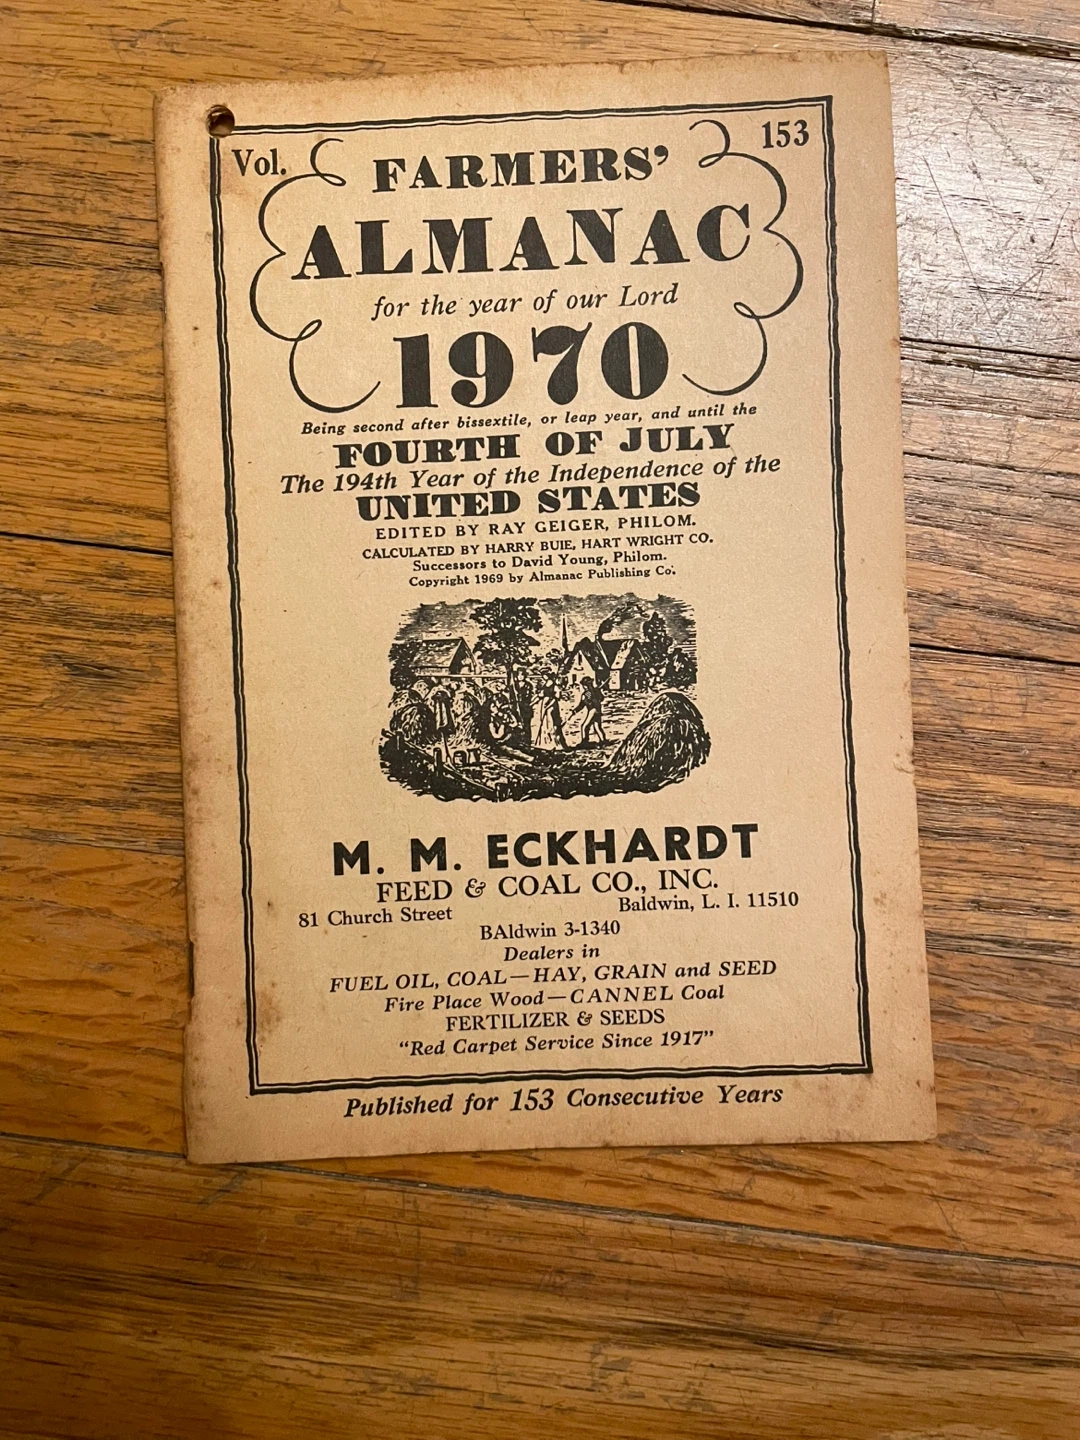 Vol. 153
FARMERS'
ALMANAC
for the year of our Lord
1970
Being second after bissextile, or leap year, and until the
FOURTH OF JULY
The 194th Year of the Independence of the
UNITED STATES
EDITED BY RAY GEIGER, PHILOM.
CALCULATED BY HARRY BUIE, HART WRIGHT CO.
Successors to David Young, Philom.
Copyright 1969 by Almanac Publishing Co.
M. M. ECKHARDT
FEED & COAL CO., INC.
81 Church Street Baldwin, L. I. 11510
BAldwin 3-1340
Dealers in
FUEL OIL, COAL—HAY, GRAIN and SEED
Fire Place Wood—CANNEL Coal
FERTILIZER & SEEDS
"Red Carpet Service Since 1917"
Published for 153 Consecutive Years